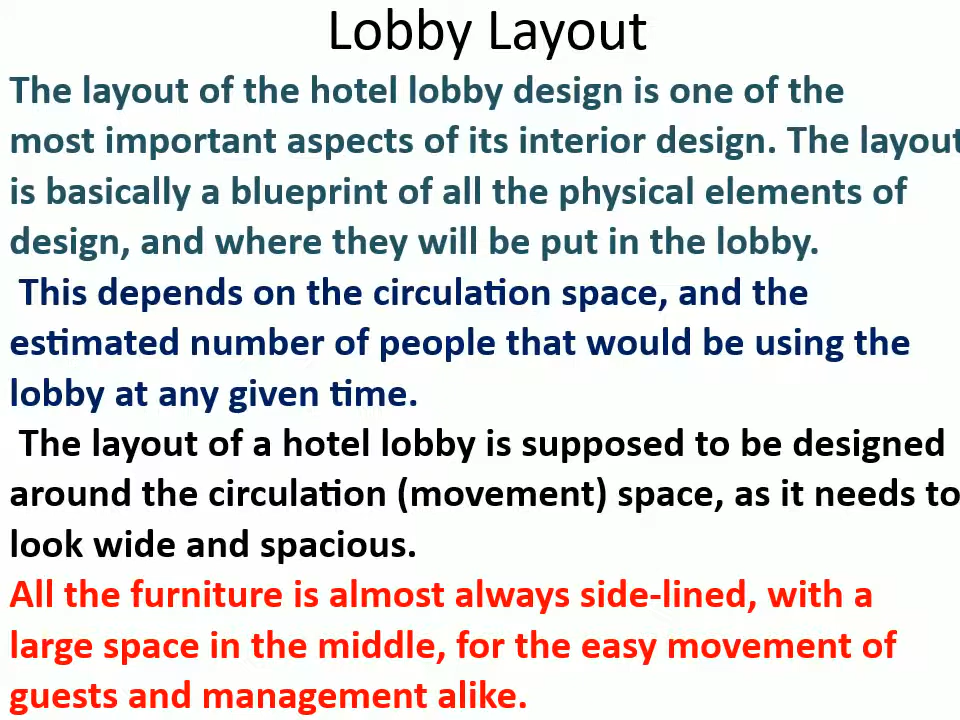 Lobby Layout
The layout of the hotel lobby design is one of the
most important aspects of its interior design. The layout
is basically a blueprint of all the physical elements of
design, and where they will be put in the lobby.
This depends on the circulation space, and the
estimated number of people that would be using the
lobby at any given time.
The layout of a hotel lobby is supposed to be designed
around the circulation (movement) space, as it needs to
look wide and spacious.
All the furniture is almost always side-lined, with a
large space in the middle, for the easy movement of
guests and management alike.